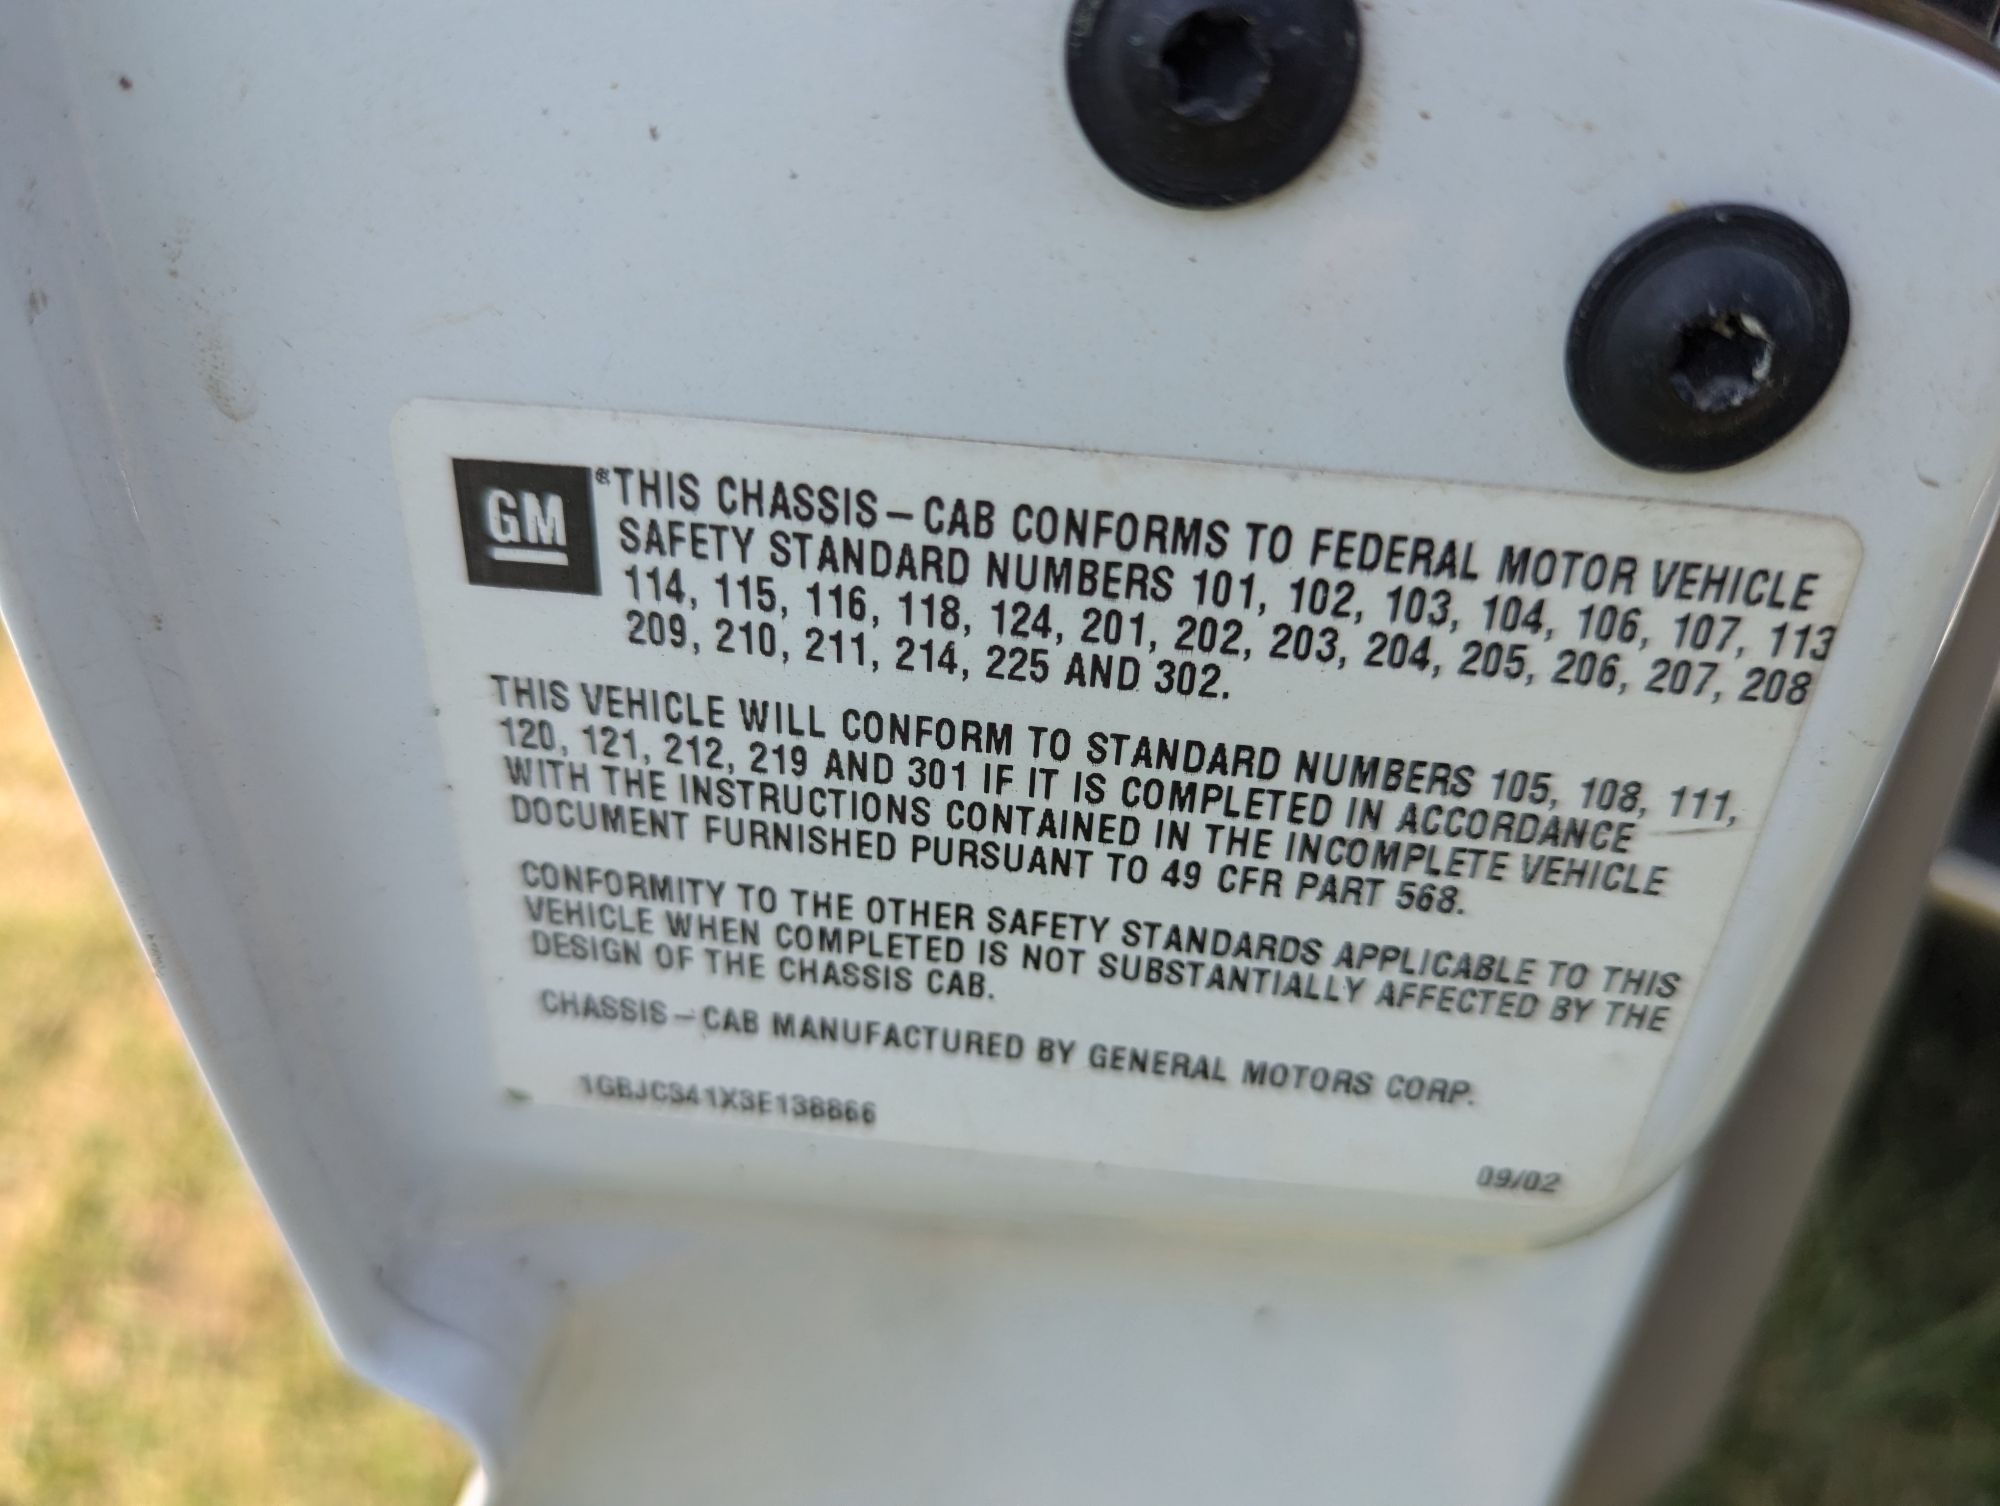 GM ® THIS CHASSIS – CAB CONFORMS TO FEDERAL MOTOR VEHICLE
SAFETY STANDARD NUMBERS 101, 102, 103, 104, 106, 107, 113
114, 115, 116, 118, 124, 201, 202, 203, 204, 205, 206, 207, 208
209, 210, 211, 214, 225 AND 302.
THIS VEHICLE WILL CONFORM TO STANDARD NUMBERS 105, 108, 111,
120, 121, 212, 219 AND 301 IF IT IS COMPLETED IN ACCORDANCE
WITH THE INSTRUCTIONS CONTAINED IN THE INCOMPLETE VEHICLE
DOCUMENT FURNISHED PURSUANT TO 49 CFR PART 568.
CONFORMITY TO THE OTHER SAFETY STANDARDS APPLICABLE TO THIS
VEHICLE WHEN COMPLETED IS NOT SUBSTANTIALLY AFFECTED BY THE
DESIGN OF THE CHASSIS CAB.
CHASSIS – CAB MANUFACTURED BY GENERAL MOTORS CORP.
1GBJC341X3E138866
09/02